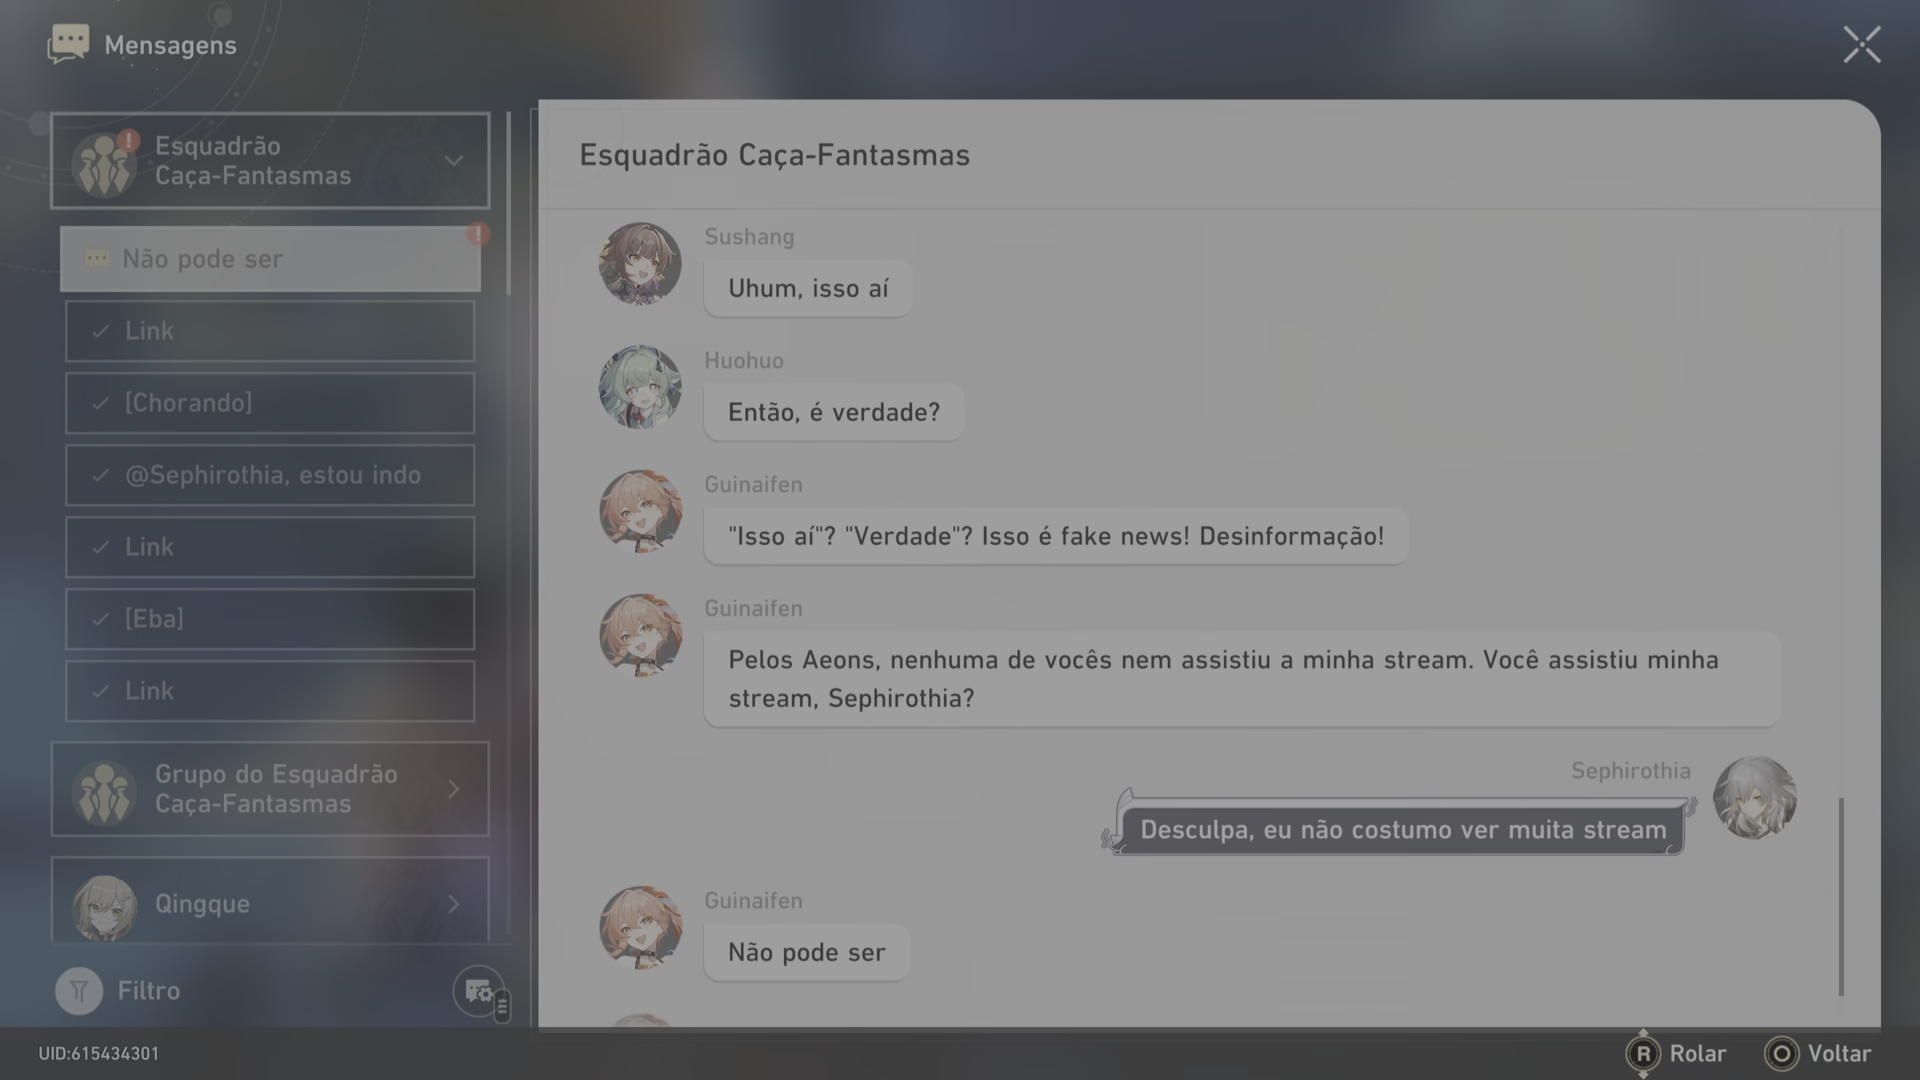 Mensagens
Esquadrão
Caça-Fantasmas
Não pode ser
Link
[Chorando]
@Sephirothia, estou indo
Link
[Eba]
Link
Grupo do Esquadrão
Caça-Fantasmas
Qingque
Filtro
Esquadrão Caça-Fantasmas
Sushang
Uhum, isso aí
Huohuo
Então, é verdade?
Guinaifen
"Isso aí"? "Verdade"? Isso é fake news! Desinformação!
Guinaifen
Pelos Aeons, nenhuma de vocês nem assistiu a minha stream. Você assistiu minha
stream, Sephirothia?
Sephirothia
Desculpa, eu não costumo ver muita stream
Guinaifen
Não pode ser
UID:615434301
R Rolar
Voltar